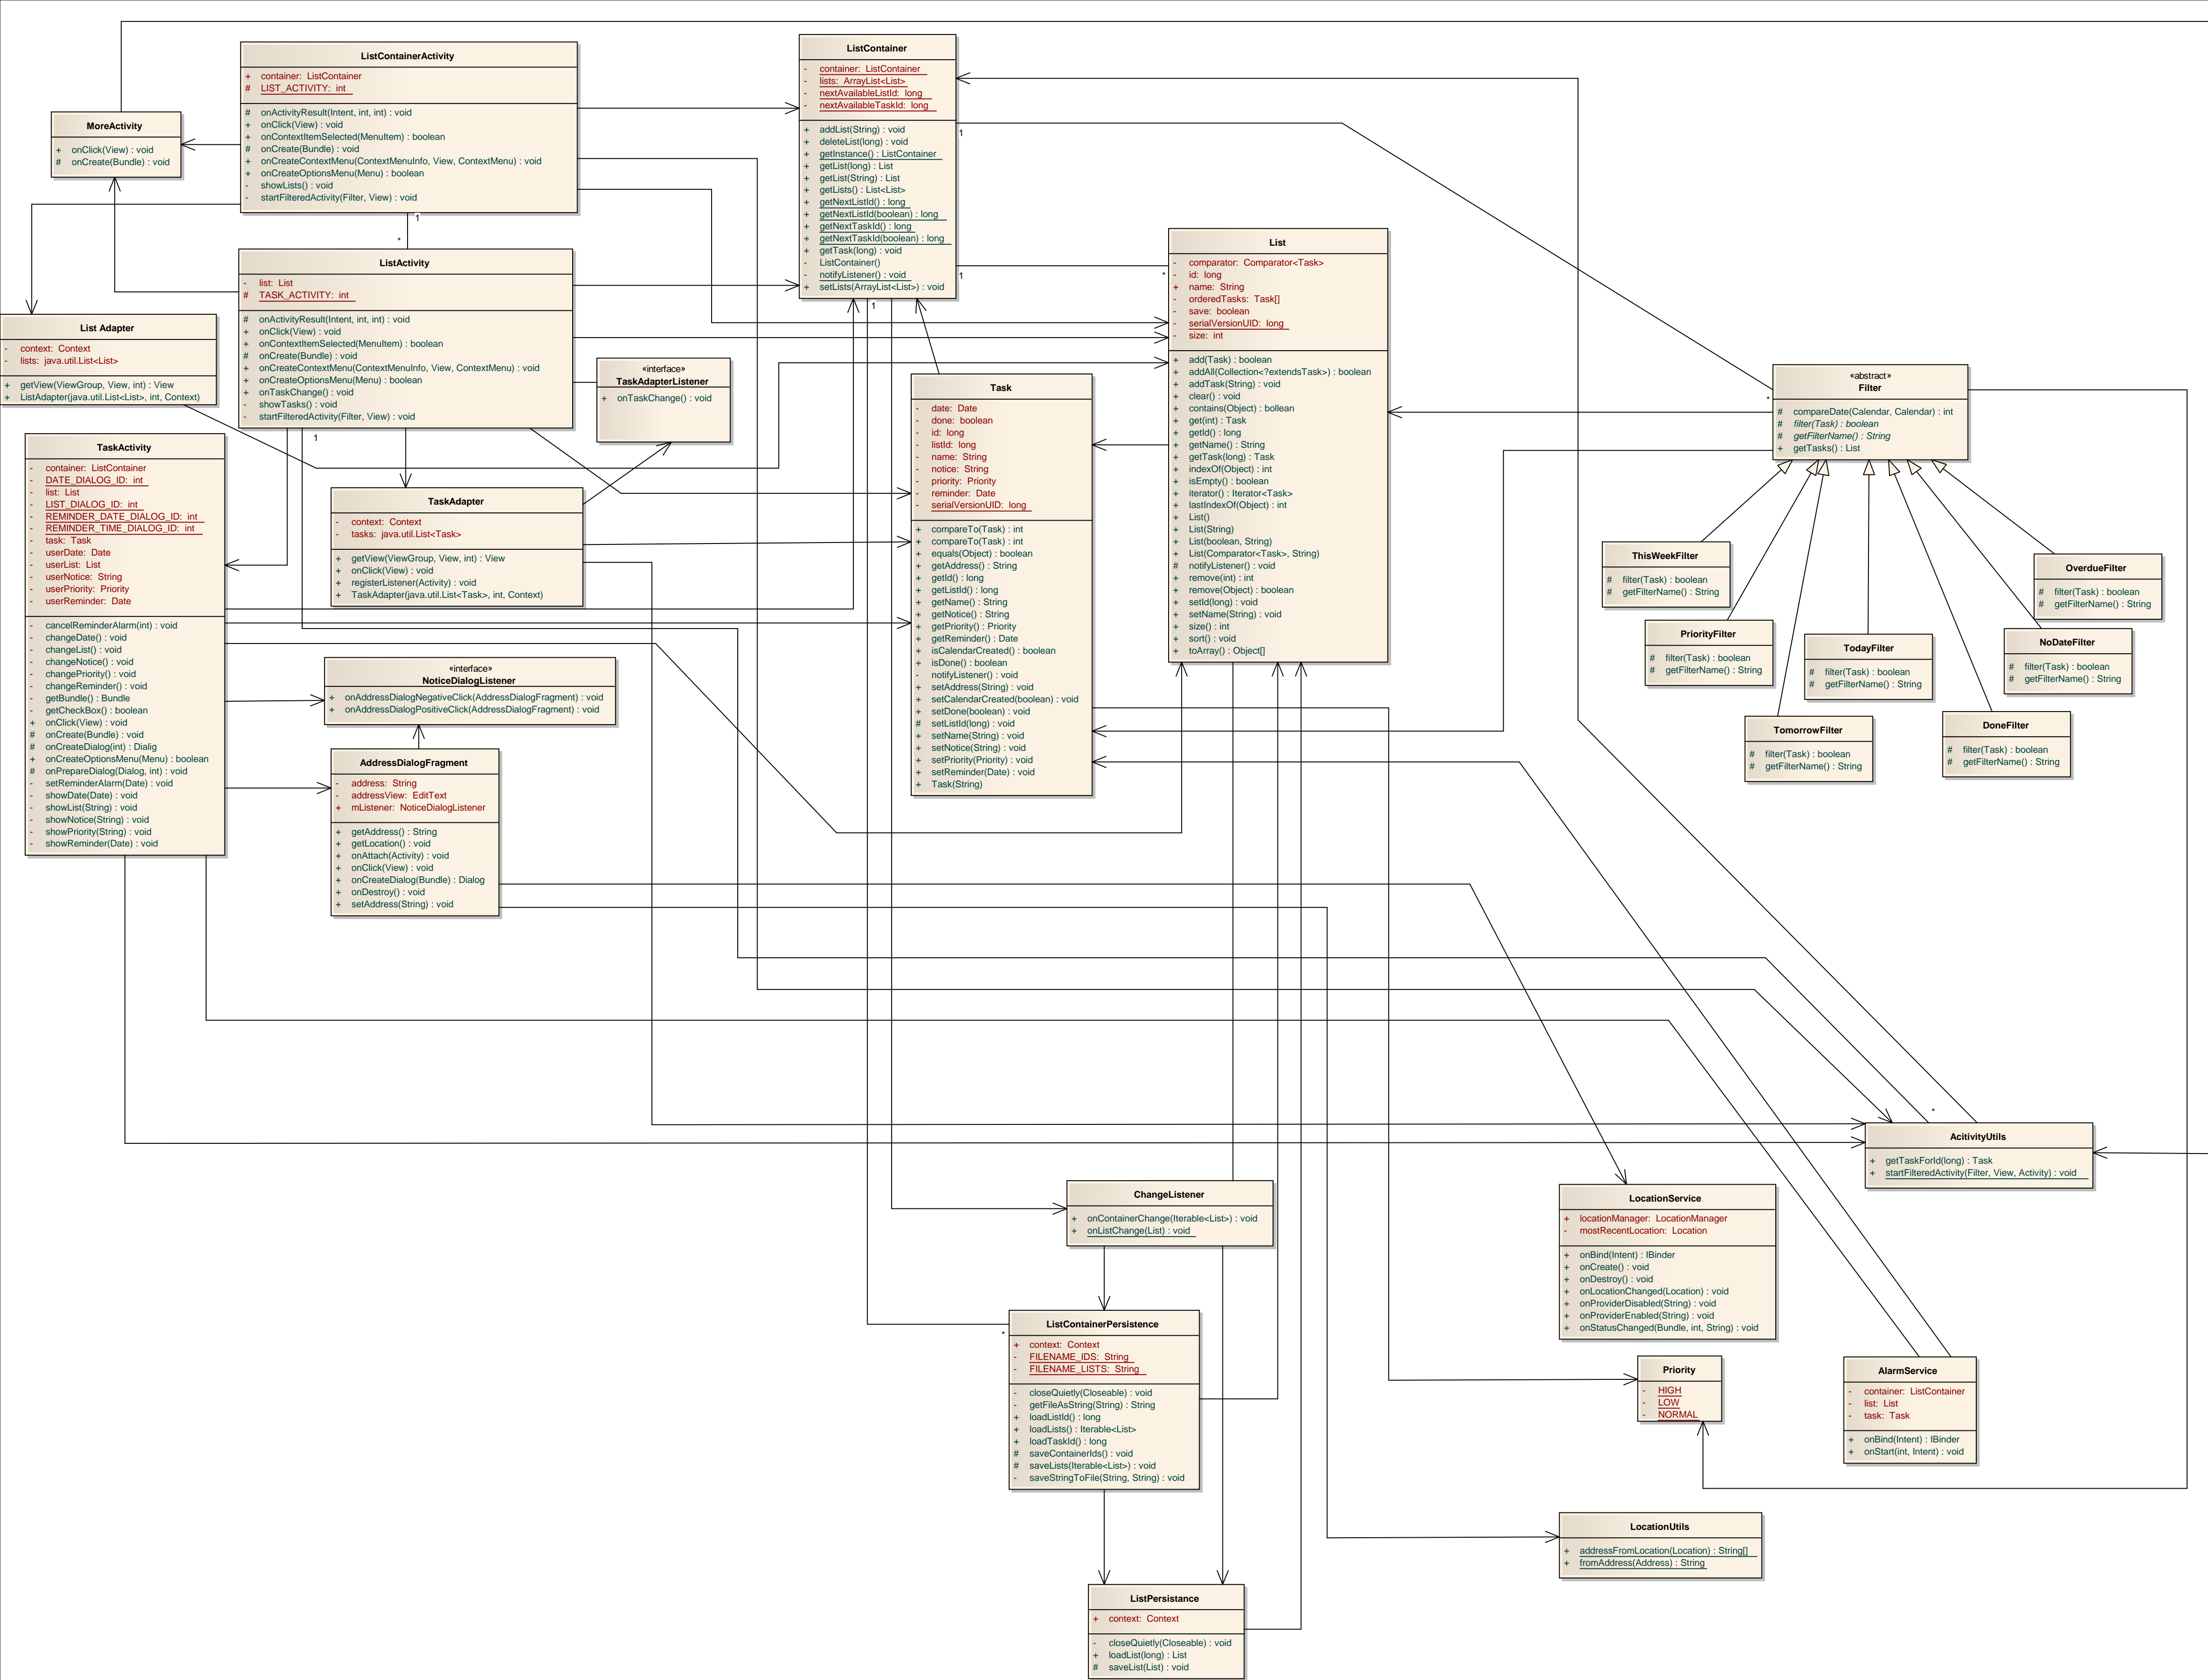 ListContainerActivity
+ container: ListContainer
# LIST_ACTIVITY: int
# onActivityResult(Intent, int, int) : void
+ onClick(View) : void
+ onContextItemSelected(MenuItem) : boolean
# onCreate(Bundle) : void
+ onCreateContextMenu(ContextMenuInfo, View, ContextMenu) : void
+ onCreateOptionsMenu(Menu) : boolean
- showLists() : void
- startFilteredActivity(Filter, View) : void
1
*
MoreActivity
+ onClick(View) : void
# onCreate(Bundle) : void
ListContainer
- container: ListContainer
- lists: ArrayList<List>
- nextAvailableListId: long
- nextAvailableTaskId: long
+ addList(String) : void
+ deleteList(long) : void
+ getInstance() : ListContainer
+ getList(long) : List
+ getList(String) : List
+ getLists() : List<List>
+ getNextListId() : long
+ getNextListId(boolean) : long
+ getNextTaskId() : long
+ getNextTaskId(boolean) : long
+ getTask(long) : void
- ListContainer()
- notifyListener() : void
+ setLists(ArrayList<List>) : void
1
1
1
*
List
- comparator: Comparator<Task>
- id: long
+ name: String
- orderedTasks: Task[]
- save: boolean
- serialVersionUID: long
- size: int
+ add(Task) : boolean
+ addAll(Collection<?extendsTask>) : boolean
+ addTask(String) : void
+ clear() : void
+ contains(Object) : bollean
+ get(int) : Task
+ getId() : long
+ getName() : String
+ getTask(long) : Task
+ indexOf(Object) : int
+ isEmpty() : boolean
+ iterator() : Iterator<Task>
+ lastIndexOf(Object) : int
+ List()
+ List(String)
+ List(boolean, String)
+ List(Comparator<Task>, String)
# notifyListener() : void
+ remove(int) : int
+ remove(Object) : boolean
+ setId(long) : void
+ setName(String) : void
+ size() : int
+ sort() : void
+ toArray() : Object[]
ListActivity
- list: List
# TASK_ACTIVITY: int
# onActivityResult(Intent, int, int) : void
+ onClick(View) : void
+ onContextItemSelected(MenuItem) : boolean
# onCreate(Bundle) : void
+ onCreateContextMenu(ContextMenuInfo, View, ContextMenu) : void
+ onCreateOptionsMenu(Menu) : boolean
+ onTaskChange() : void
- showTasks() : void
- startFilteredActivity(Filter, View) : void
1
List Adapter
- context: Context
- lists: java.util.List<List>
+ getView(ViewGroup, View, int) : View
+ ListAdapter(java.util.List<List>, int, Context)
«interface»
TaskAdapterListener
+ onTaskChange() : void
Task
- date: Date
- done: boolean
- id: long
- listId: long
- name: String
- notice: String
- priority: Priority
- reminder: Date
- serialVersionUID: long
+ compareTo(Task) : int
+ compareTo(Task) : int
+ equals(Object) : boolean
+ getAddress() : String
+ getId() : long
+ getListId() : long
+ getName() : String
+ getNotice() : String
+ getPriority() : Priority
+ getReminder() : Date
+ isCalendarCreated() : boolean
+ isDone() : boolean
- notifyListener() : void
+ setAddress(String) : void
+ setCalendarCreated(boolean) : void
+ setDone(boolean) : void
# setListId(long) : void
+ setName(String) : void
+ setNotice(String) : void
+ setPriority(Priority) : void
+ setReminder(Date) : void
+ Task(String)
*
«abstract»
Filter
# compareDate(Calendar, Calendar) : int
# filter(Task) : boolean
# getFilterName() : String
+ getTasks() : List
TaskActivity
- container: ListContainer
- DATE_DIALOG_ID: int
- list: List
- LIST_DIALOG_ID: int
- REMINDER_DATE_DIALOG_ID: int
- REMINDER_TIME_DIALOG_ID: int
- task: Task
- userDate: Date
- userList: List
- userNotice: String
- userPriority: Priority
- userReminder: Date
- cancelReminderAlarm(int) : void
- changeDate() : void
- changeList() : void
- changeNotice() : void
- changePriority() : void
- changeReminder() : void
- getBundle() : Bundle
- getCheckBox() : boolean
+ onClick(View) : void
# onCreate(Bundle) : void
# onCreateDialog(int) : Dialig
+ onCreateOptionsMenu(Menu) : boolean
# onPrepareDialog(Dialog, int) : void
- setReminderAlarm(Date) : void
- showDate(Date) : void
- showList(String) : void
- showNotice(String) : void
- showPriority(String) : void
- showReminder(Date) : void
TaskAdapter
- context: Context
- tasks: java.util.List<Task>
+ getView(ViewGroup, View, int) : View
+ onClick(View) : void
+ registerListener(Activity) : void
+ TaskAdapter(java.util.List<Task>, int, Context)
«interface»
NoticeDialogListener
+ onAddressDialogNegativeClick(AddressDialogFragment) : void
+ onAddressDialogPositiveClick(AddressDialogFragment) : void
AddressDialogFragment
- address: String
- addressView: EditText
+ mListener: NoticeDialogListener
+ getAddress() : String
+ getLocation() : void
+ onAttach(Activity) : void
+ onClick(View) : void
+ onCreateDialog(Bundle) : Dialog
+ onDestroy() : void
+ setAddress(String) : void
ThisWeekFilter
# filter(Task) : boolean
# getFilterName() : String
OverdueFilter
# filter(Task) : boolean
# getFilterName() : String
PriorityFilter
# filter(Task) : boolean
# getFilterName() : String
TodayFilter
# filter(Task) : boolean
# getFilterName() : String
NoDateFilter
# filter(Task) : boolean
# getFilterName() : String
TomorrowFilter
# filter(Task) : boolean
# getFilterName() : String
DoneFilter
# filter(Task) : boolean
# getFilterName() : String
*
AcitivityUtils
+ getTaskForId(long) : Task
+ startFilteredActivity(Filter, View, Activity) : void
ChangeListener
+ onContainerChange(Iterable<List>) : void
+ onListChange(List) : void
LocationService
+ locationManager: LocationManager
- mostRecentLocation: Location
+ onBind(Intent) : IBinder
+ onCreate() : void
+ onDestroy() : void
+ onLocationChanged(Location) : void
+ onProviderDisabled(String) : void
+ onProviderEnabled(String) : void
+ onStatusChanged(Bundle, int, String) : void
*
ListContainerPersistence
+ context: Context
- FILENAME_IDS: String
- FILENAME_LISTS: String
- closeQuietly(Closeable) : void
- getFileAsString(String) : String
+ loadListId() : long
+ loadLists() : Iterable<List>
+ loadTaskId() : long
# saveContainerIds() : void
# saveLists(Iterable<List>) : void
- saveStringToFile(String, String) : void
Priority
- HIGH
- LOW
- NORMAL
AlarmService
- container: ListContainer
- list: List
- task: Task
+ onBind(Intent) : IBinder
+ onStart(int, Intent) : void
LocationUtils
+ addressFromLocation(Location) : String[]
+ fromAddress(Address) : String
ListPersistance
+ context: Context
- closeQuietly(Closeable) : void
+ loadList(long) : List
# saveList(List) : void